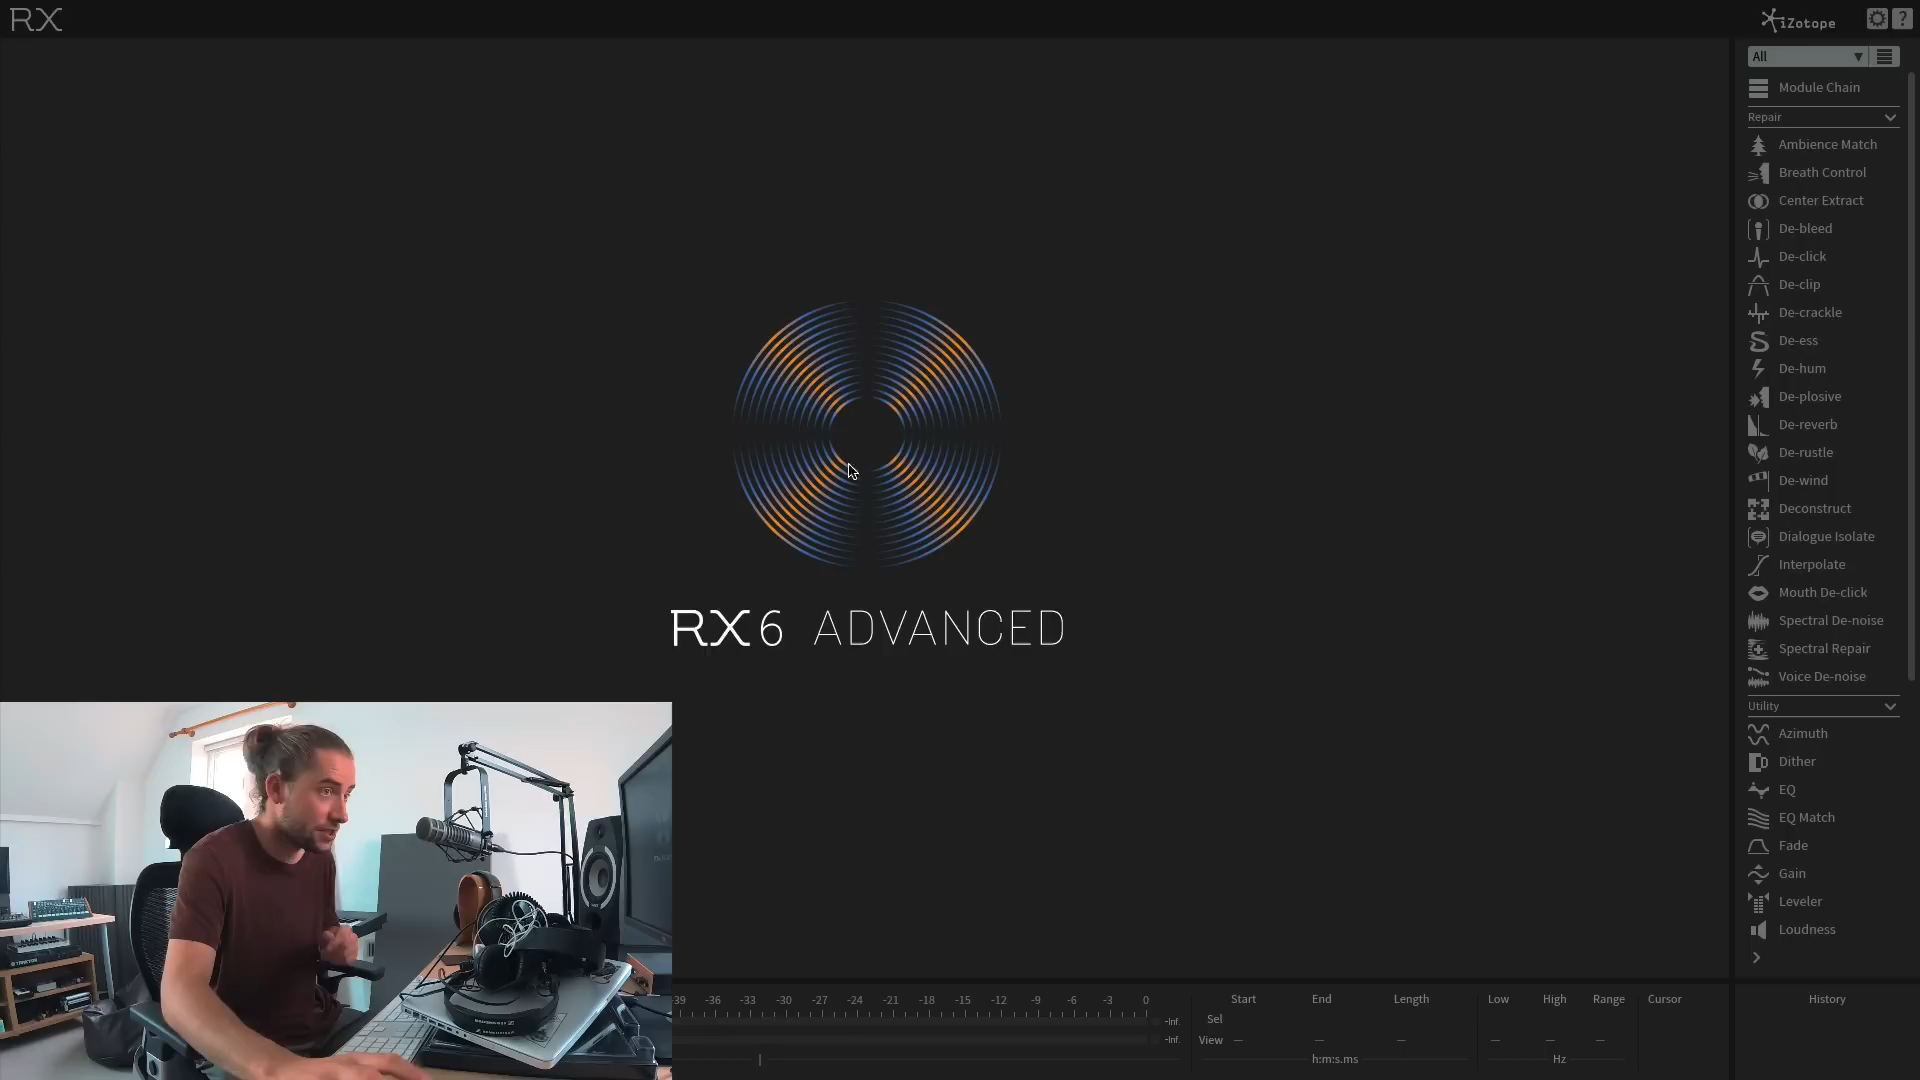 RX
iZotope
?
All
Module Chain
Repair
Ambience Match
Breath Control
Center Extract
De-bleed
De-click
De-clip
De-crackle
De-ess
De-hum
De-plosive
De-reverb
De-rustle
De-wind
Deconstruct
Dialogue Isolate
Interpolate
Mouth De-click
Spectral De-noise
Spectral Repair
Voice De-noise
Utility
Azimuth
Dither
EQ
EQ Match
Fade
Gain
Leveler
Loudness
RX 6 ADVANCED
-39 -36 -33 -30 -27 -24 -21 -18 -15 -12 -9 -6 -3 0
-Inf.
-Inf.
Start End Length Low High Range Cursor
Sel
View — — — — — —
h:m:s.ms Hz
History